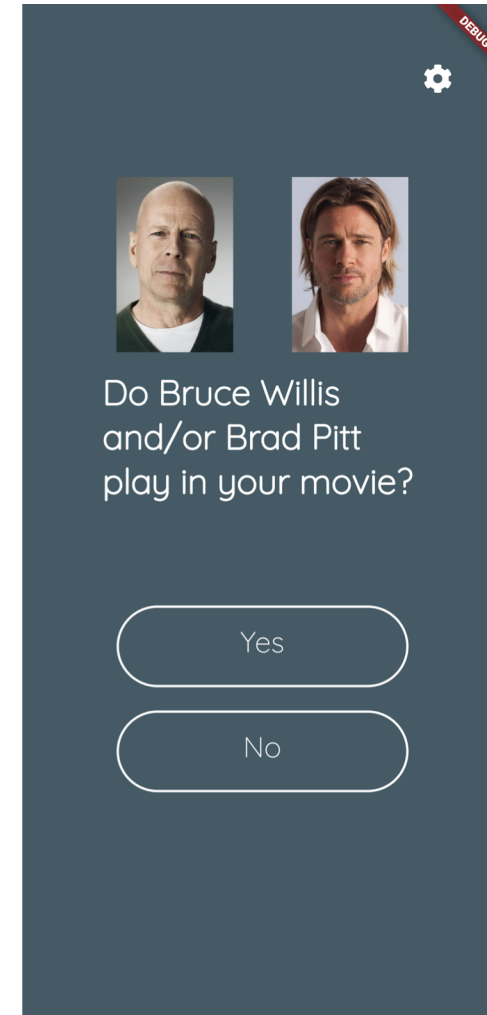 DEBUG
Do Bruce Willis
and/or Brad Pitt
play in your movie?
Yes
No